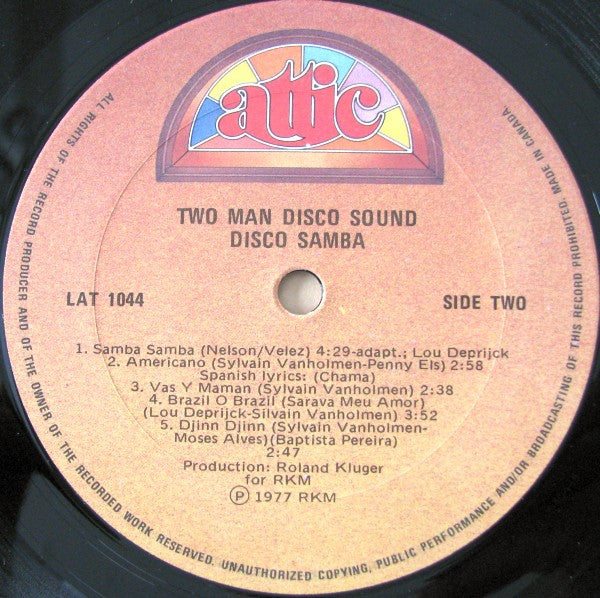 attic
TWO MAN DISCO SOUND
DISCO SAMBA
LAT 1044
SIDE TWO
1. Samba Samba (Nelson/Velez) 4:29-adapt.; Lou Deprijck
2. Americano (Sylvain Vanholmen-Penny Els) 2:58
Spanish lyrics: (Chama)
3. Vas Y Maman (Sylvain Vanholmen) 2:38
4. Brazil O Brazil (Sarava Meu Amor)
(Lou Deprijck-Silvain Vanholmen) 3:52
5. Djinn Djinn (Sylvain Vanholmen-
Moses Alves)(Baptista Pereira)
2:47
Production: Roland Kluger
for RKM
℗ 1977 RKM
ALL RIGHTS OF THE RECORD PRODUCER AND OF THE OWNER OF THE RECORDED WORK RESERVED. UNAUTHORIZED COPYING, PUBLIC PERFORMANCE AND/OR BROADCASTING OF THIS RECORD PROHIBITED. MADE IN CANADA.